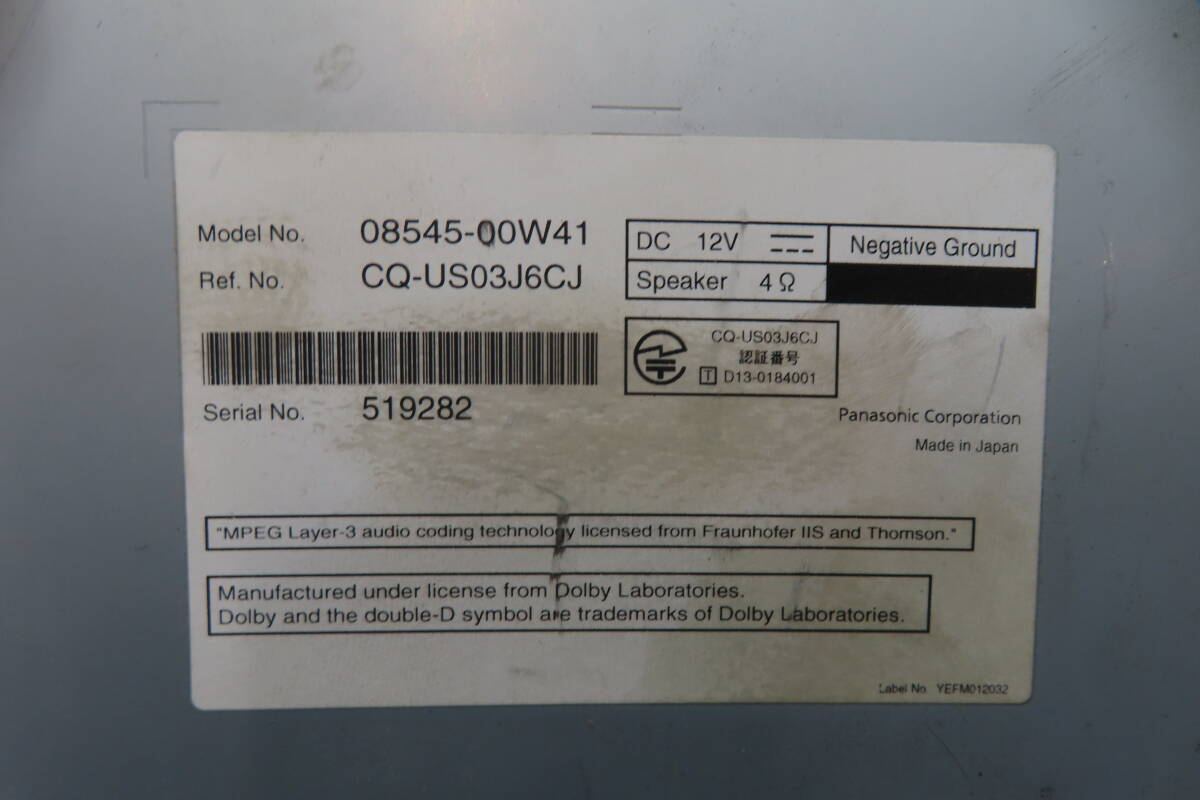 Model No. 08545-00W41
Ref. No. CQ-US03J6CJ
DC 12V Negative Ground
Speaker 4Ω
CQ-US03J6CJ
認証番号
T D13-0184001
Serial No. 519282
Panasonic Corporation
Made in Japan
"MPEG Layer-3 audio coding technology licensed from Fraunhofer IIS and Thomson."
Manufactured under license from Dolby Laboratories.
Dolby and the double-D symbol are trademarks of Dolby Laboratories.
Label No YEFM012032